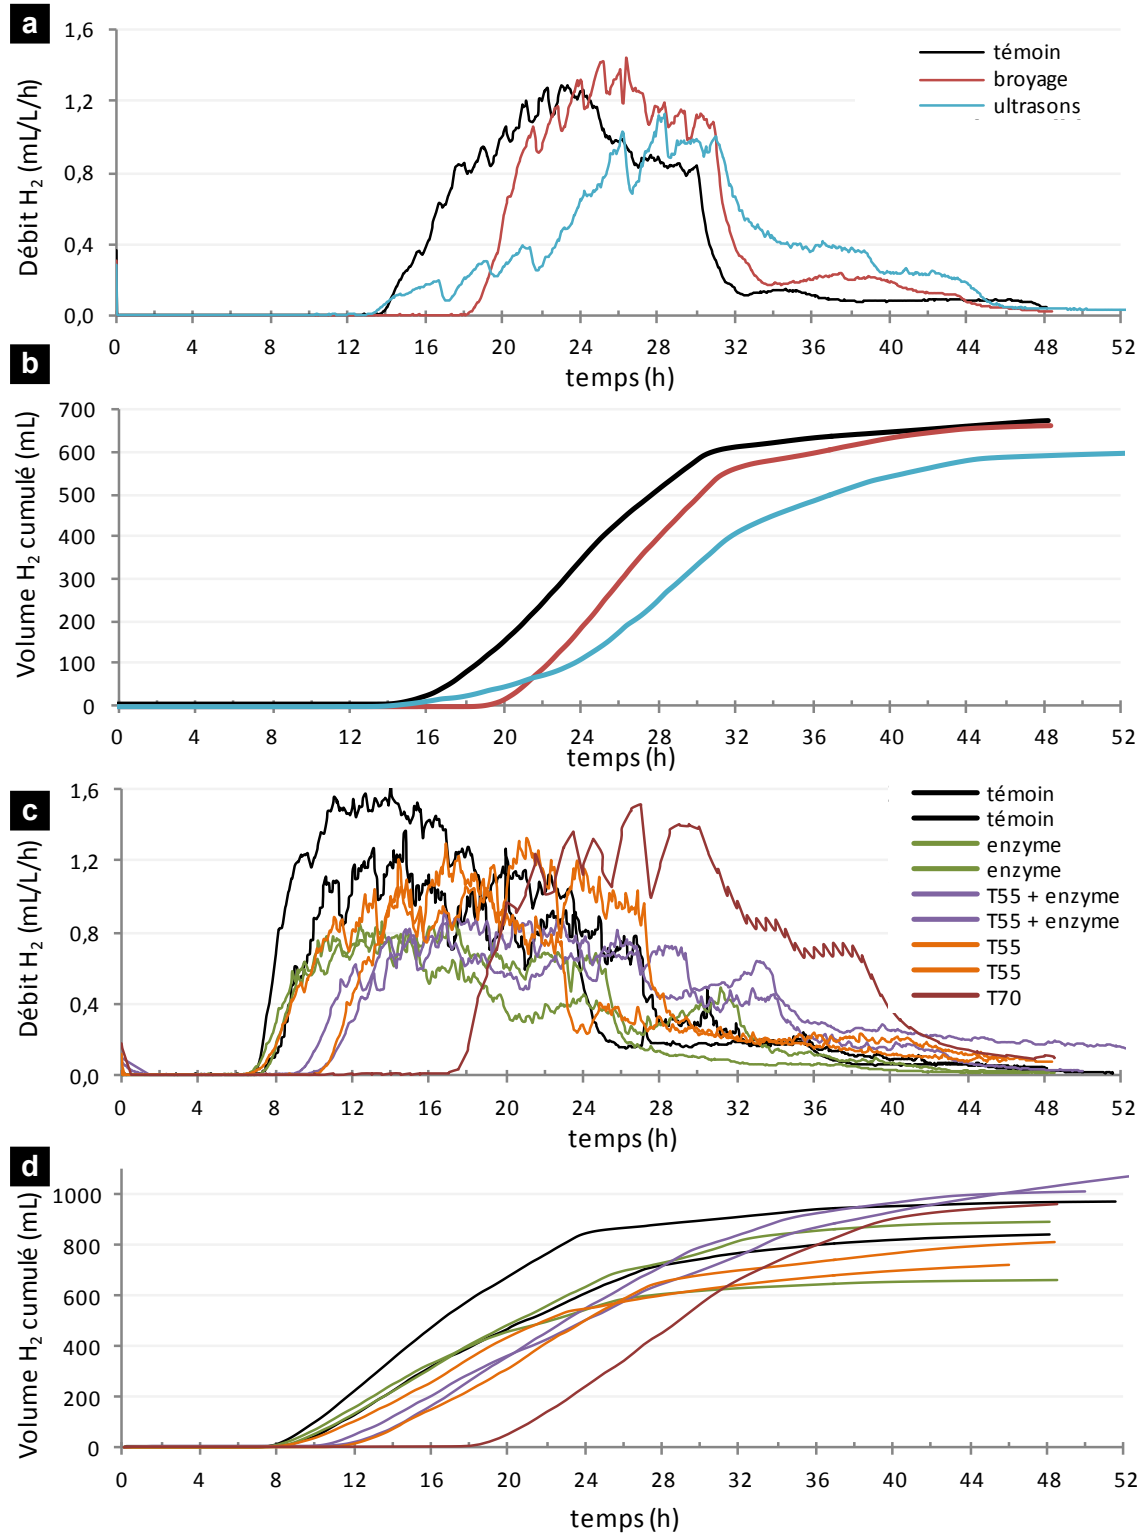 a
1,6
1,2
0,8
0,4
0,0
Débit H2 (mL/L/h)
témoin
broyage
ultrasons
0 4 8 12 16 20 24 28 32 36 40 44 48 52
temps (h)
b
700
600
500
400
300
200
100
0
Volume H2 cumulé (mL)
0 4 8 12 16 20 24 28 32 36 40 44 48 52
temps (h)
c
1,6
1,2
0,8
0,4
0,0
Débit H2 (mL/L/h)
témoin
témoin
enzyme
enzyme
T55 + enzyme
T55 + enzyme
T55
T55
T70
0 4 8 12 16 20 24 28 32 36 40 44 48 52
temps (h)
d
1000
800
600
400
200
0
Volume H2 cumulé (mL)
0 4 8 12 16 20 24 28 32 36 40 44 48 52
temps (h)